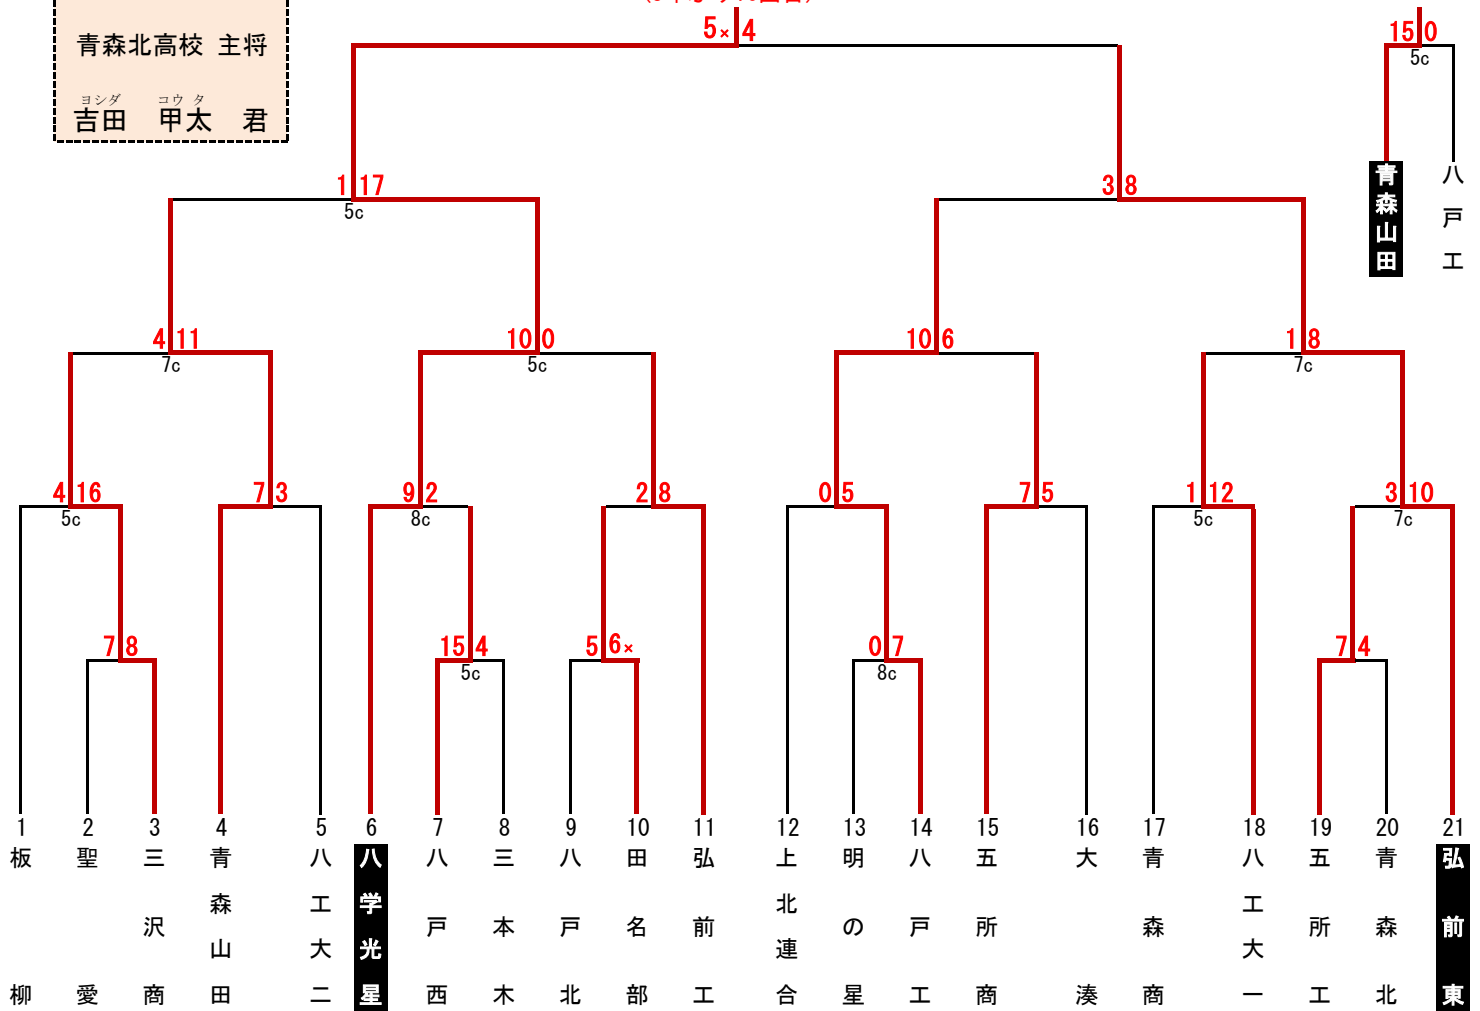 5× 4
青森北高校 主将
ヨシダ コウ タ
吉田 甲太 君
15 0
5c
青森山田
八戸工
1 17
5c
3 8
4 11
7c
10 0
5c
10 6
1 8
7c
4 16
5c
7 3
9 2
8c
2 8
0 5
7 5
1 12
5c
3 10
7c
7 8
15 4
5c
5 6×
0 7
8c
7 4
1 板柳
2 聖愛
3 三沢商
4 青森山田
5 八工大二
6 八学光星
7 八戸西
8 三本木
9 八戸北
10 田名部
11 弘前工
12 上北連合
13 明の星
14 八戸工
15 五所商
16 大湊
17 青森商
18 八工大一
19 五所工
20 青森北
21 弘前東